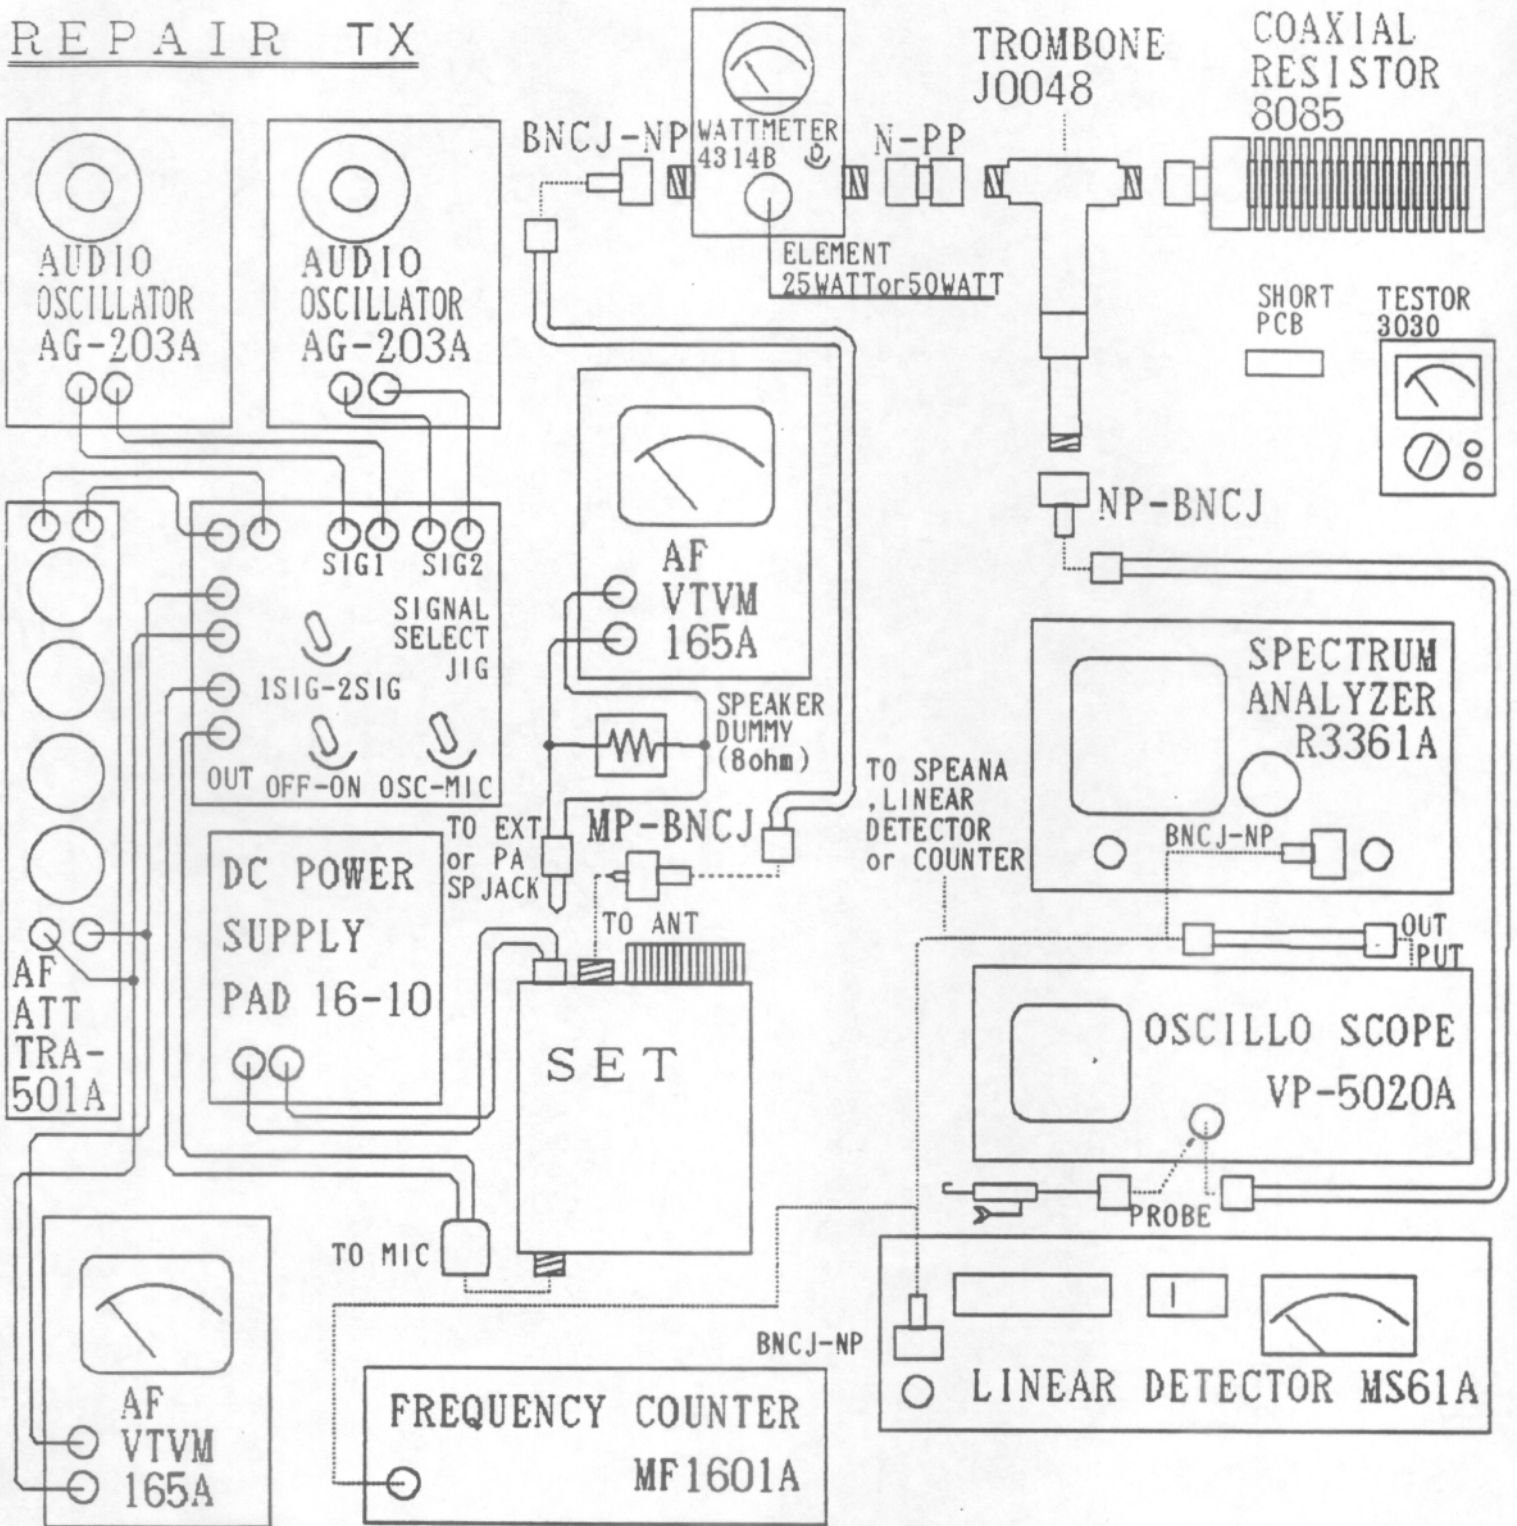 REPAIR TX
AUDIO
OSCILLATOR
AG-203A
AUDIO
OSCILLATOR
AG-203A
BNCJ-NP
WATTMETER
4314B
N-PP
ELEMENT
25WATTor50WATT
TROMBONE
J0048
COAXIAL
RESISTOR
8085
SHORT
PCB
TESTOR
3030
NP-BNCJ
SIG1
SIG2
SIGNAL
SELECT
JIG
1SIG-2SIG
OUT
OFF-ON
OSC-MIC
AF
VTVM
165A
SPEAKER
DUMMY
(8ohm)
SPECTRUM
ANALYZER
R3361A
BNCJ-NP
TO SPEANA
,LINEAR
DETECTOR
or COUNTER
TO EXT
or PA
SP JACK
MP-BNCJ
TO ANT
DC POWER
SUPPLY
PAD 16-10
AF
ATT
TRA-
501A
SET
OUT
PUT
OSCILLO SCOPE
VP-5020A
PROBE
TO MIC
BNCJ-NP
LINEAR DETECTOR MS61A
FREQUENCY COUNTER
MF1601A
AF
VTVM
165A